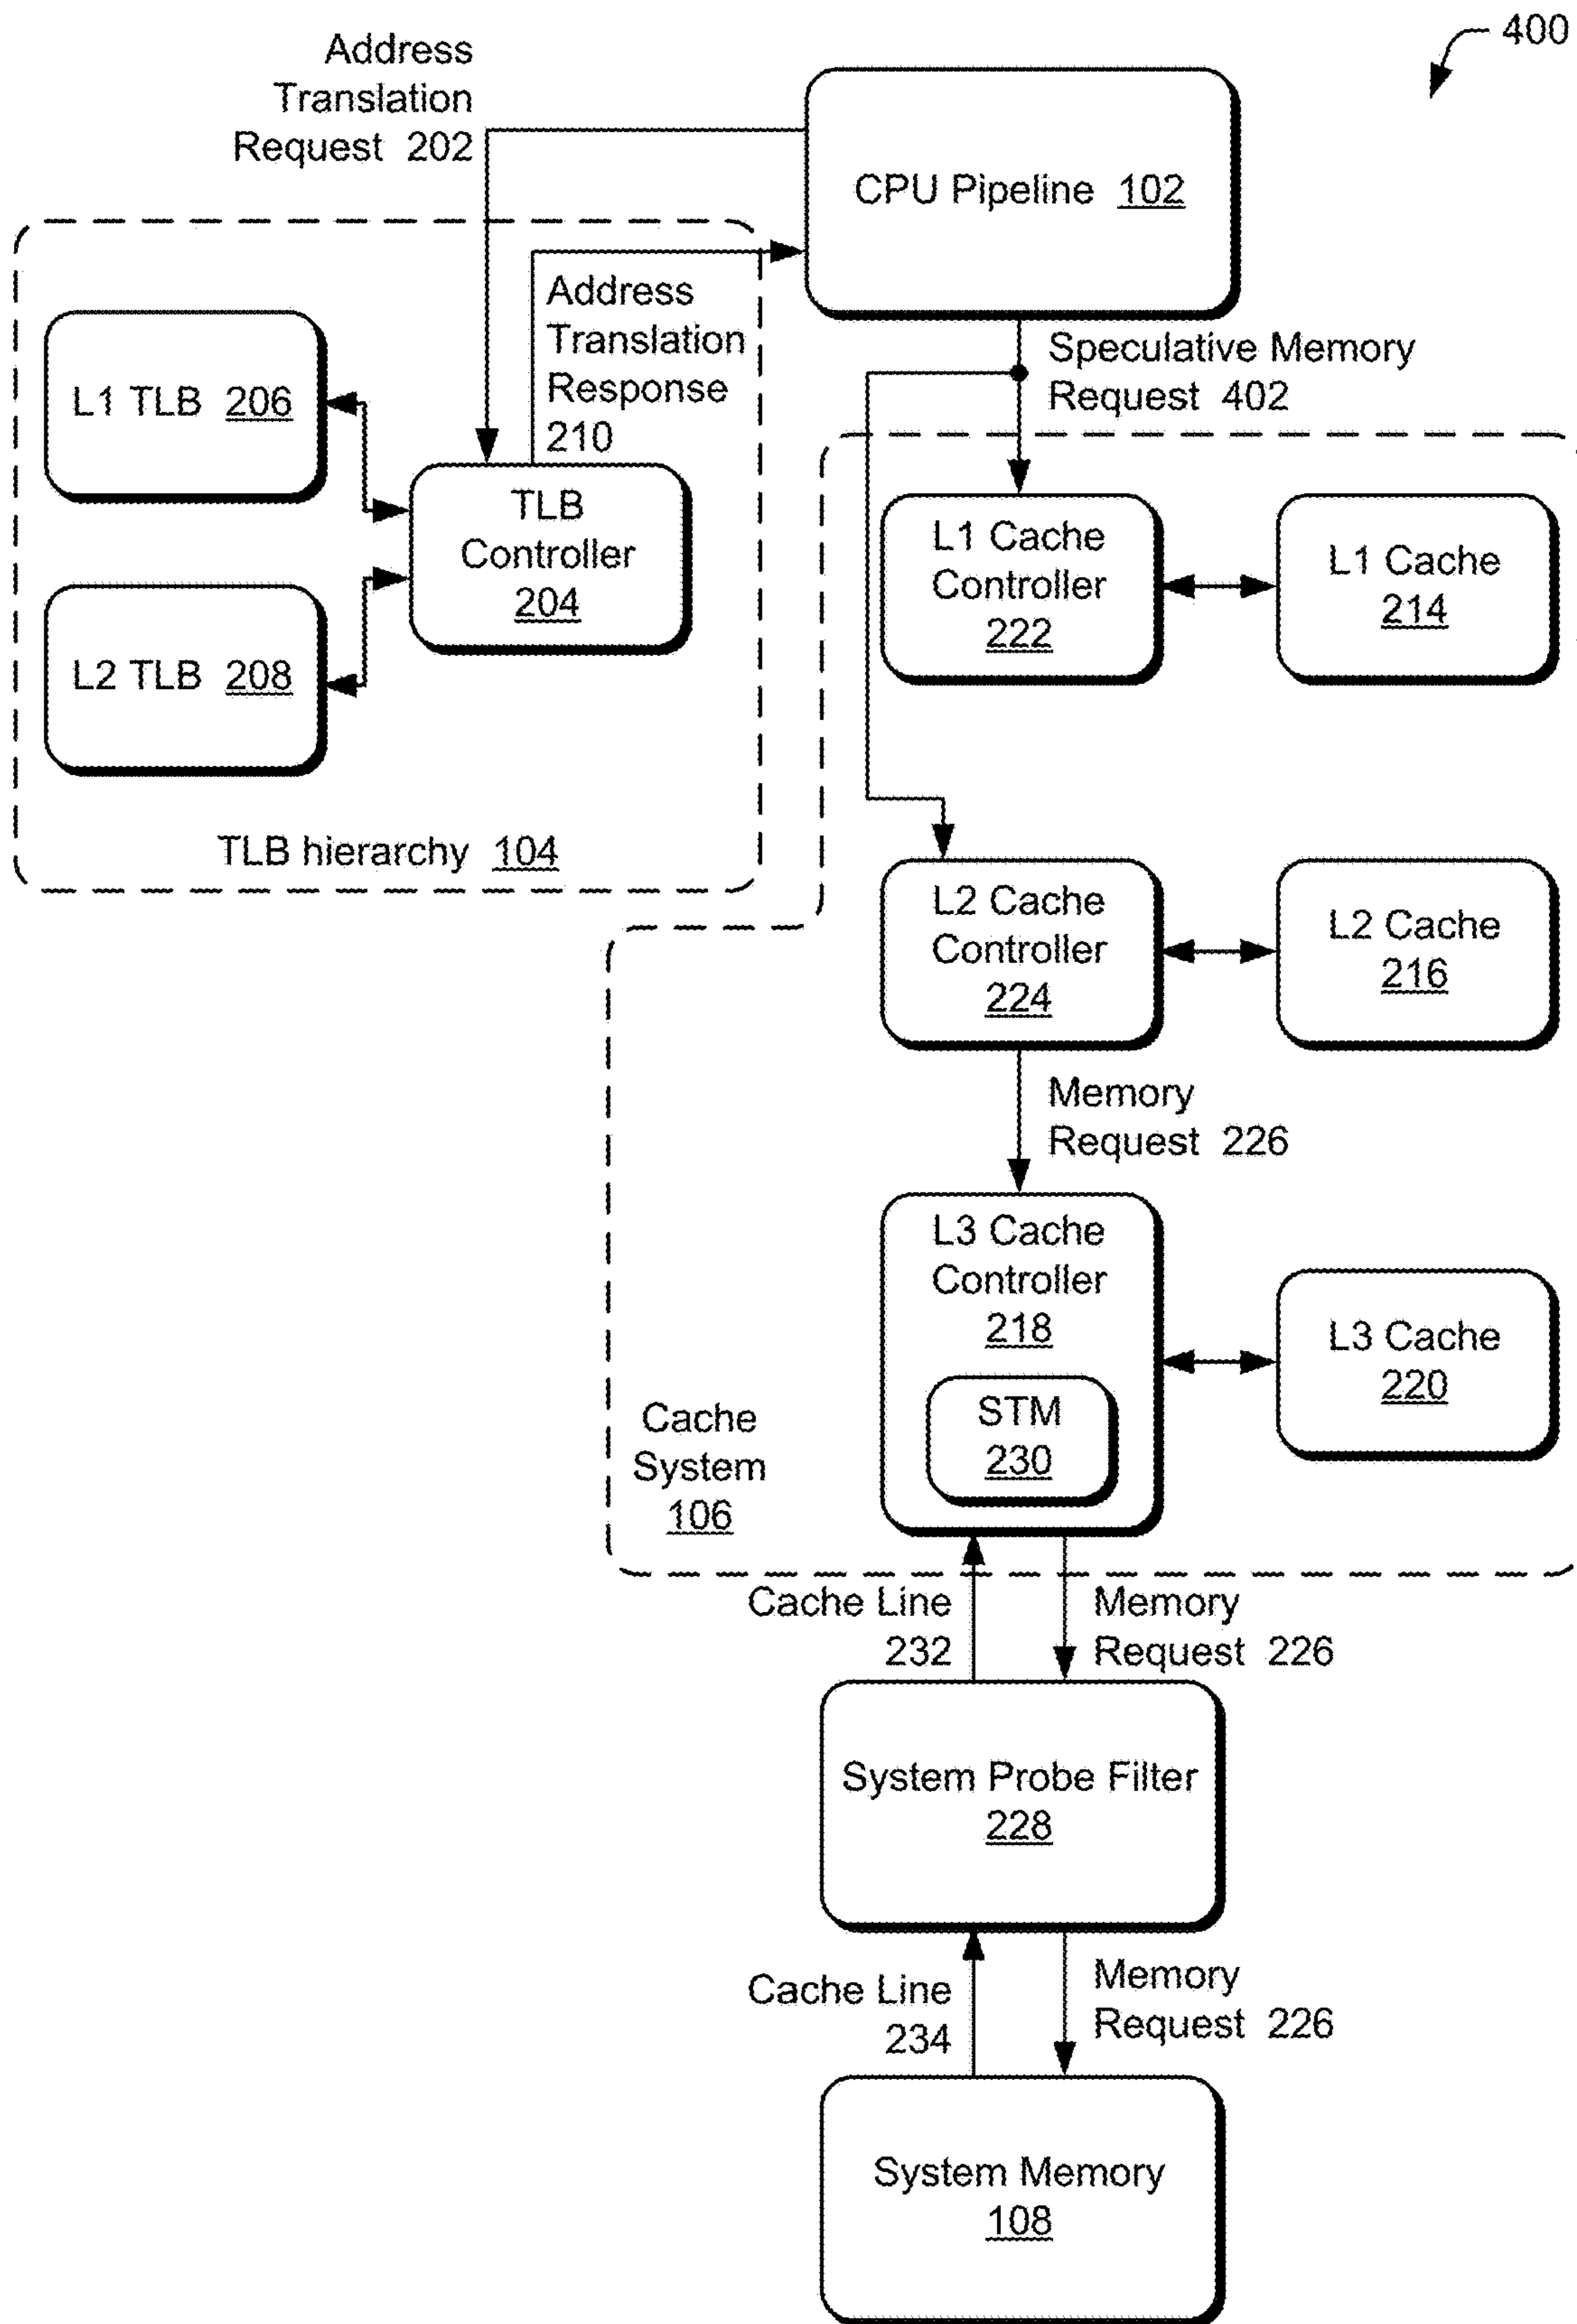 400
Address
Translation
Request 202
CPU Pipeline 102
Address
Translation
Response
210
L1 TLB 206
TLB
Controller
204
L2 TLB 208
TLB hierarchy 104
Speculative Memory
Request 402
L1 Cache
Controller
222
L1 Cache
214
L2 Cache
Controller
224
L2 Cache
216
Memory
Request 226
L3 Cache
Controller
218
STM
230
L3 Cache
220
Cache
System
106
Cache Line
232
Memory
Request 226
System Probe Filter
228
Cache Line
234
Memory
Request 226
System Memory
108